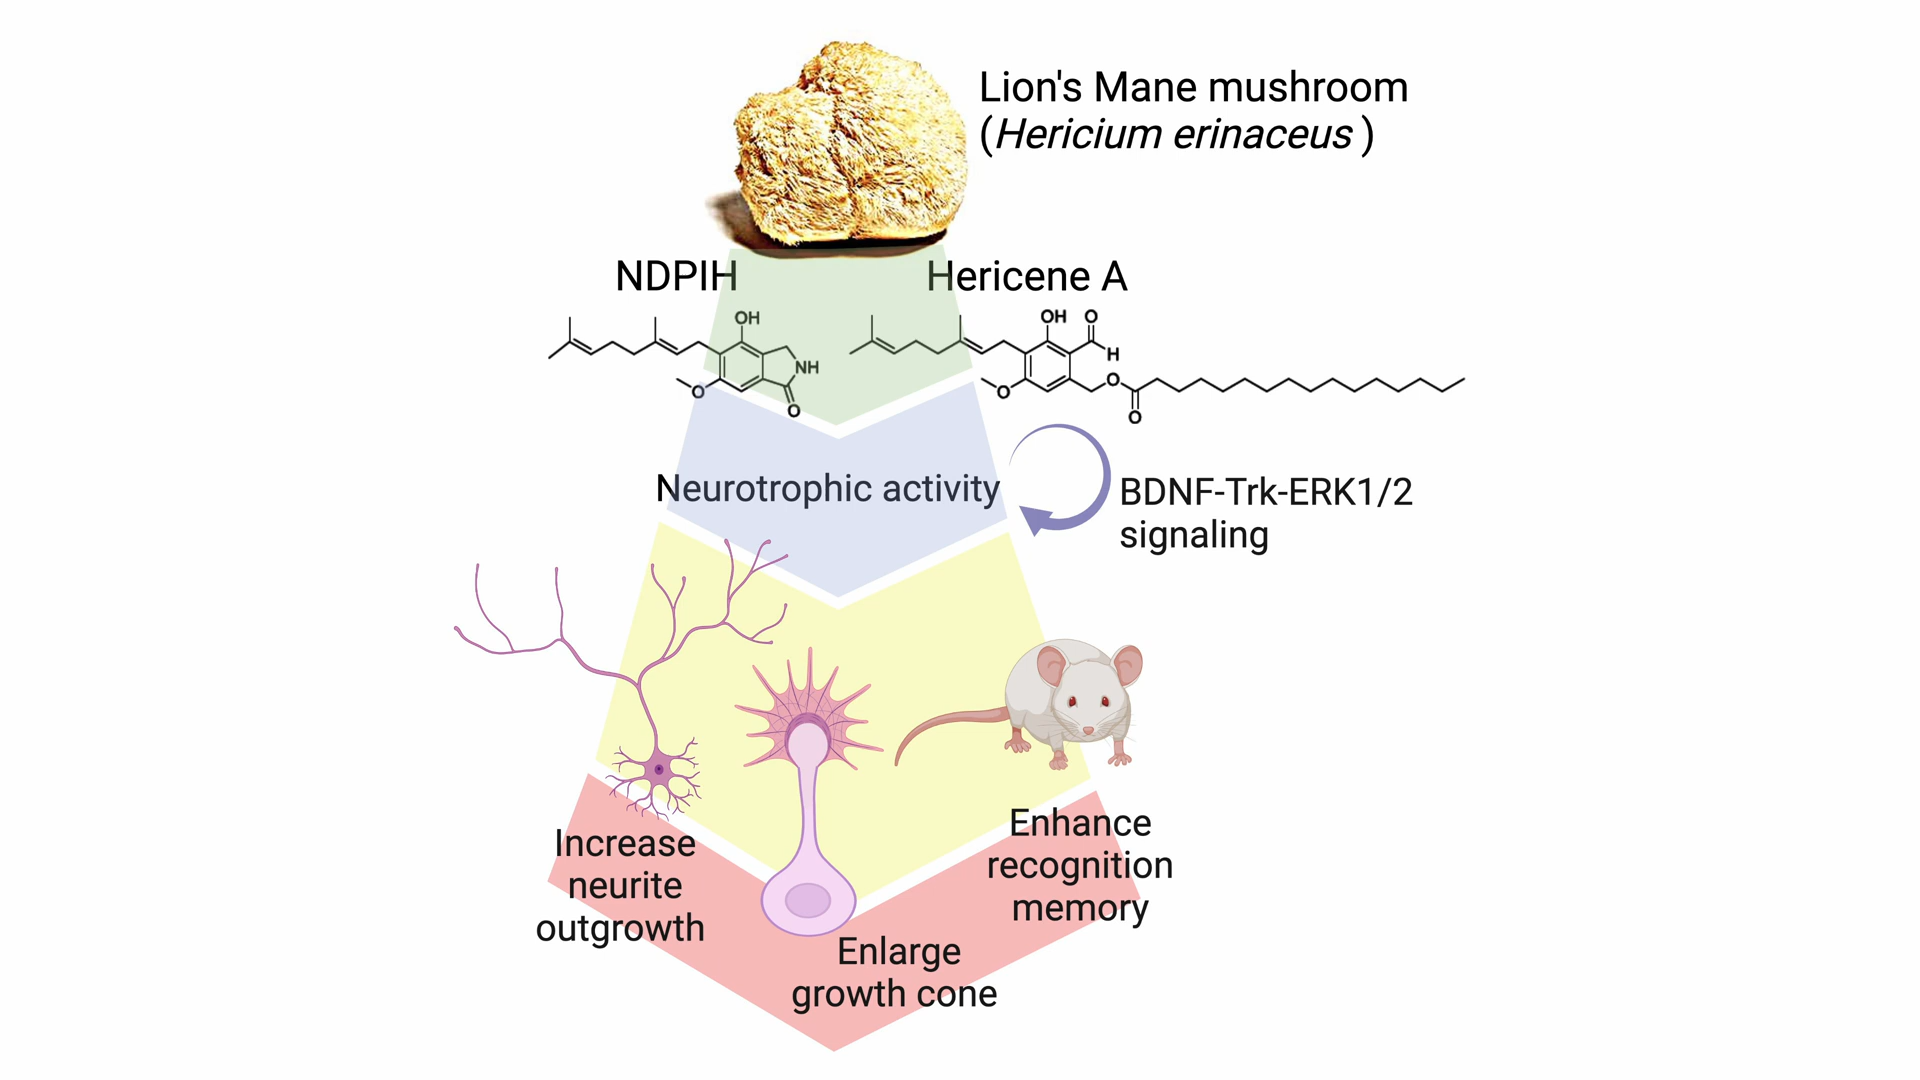 Lion's Mane mushroom
(Hericium erinaceus )
NDPIH
Hericene A
OH
NH
O
O
OH
O
H
O
O
O
Neurotrophic activity
BDNF-Trk-ERK1/2
signaling
Increase
neurite
outgrowth
Enlarge
growth cone
Enhance
recognition
memory